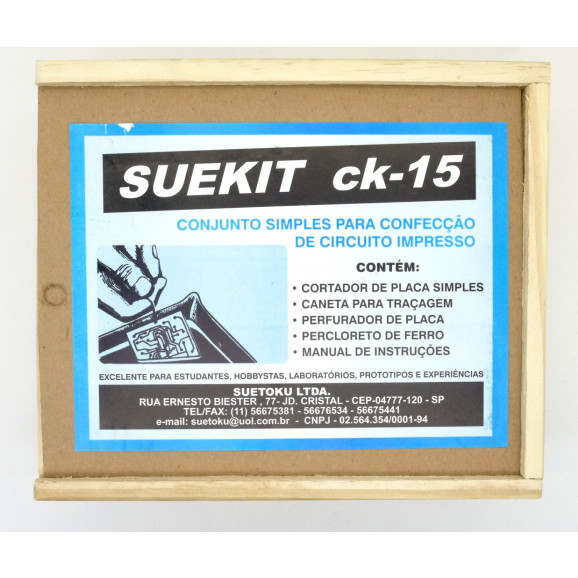 SUEKIT ck-15
CONJUNTO SIMPLES PARA CONFECÇÃO
DE CIRCUITO IMPRESSO
CONTÉM:
• CORTADOR DE PLACA SIMPLES
• CANETA PARA TRAÇAGEM
• PERFURADOR DE PLACA
• PERCLORETO DE FERRO
• MANUAL DE INSTRUÇÕES
EXCELENTE PARA ESTUDANTES, HOBBYSTAS, LABORATÓRIOS, PROTOTIPOS E EXPERIÊNCIAS
SUETOKU LTDA.
RUA ERNESTO BIESTER , 77- JD. CRISTAL - CEP-04777-120 - SP
TEL/FAX: (11) 56675381 - 56676534 - 56675441
e-mail: suetoku@uol.com.br - CNPJ - 02.564.354/0001-94